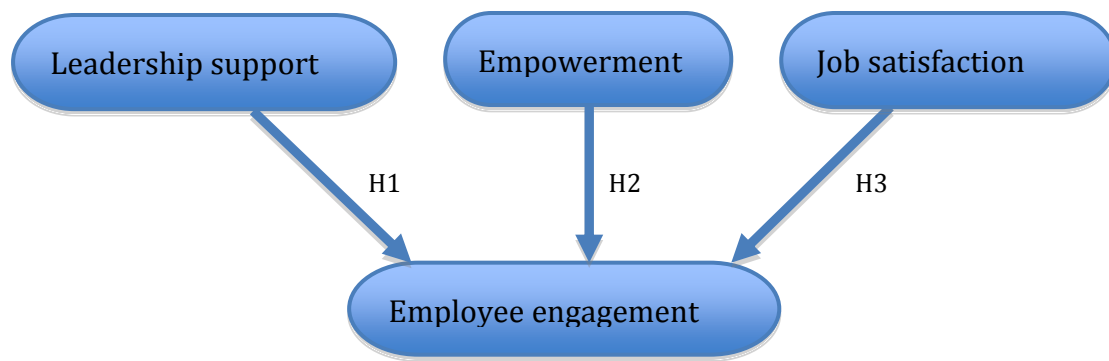 Leadership support
Empowerment
Job satisfaction
H1
H2
H3
Employee engagement